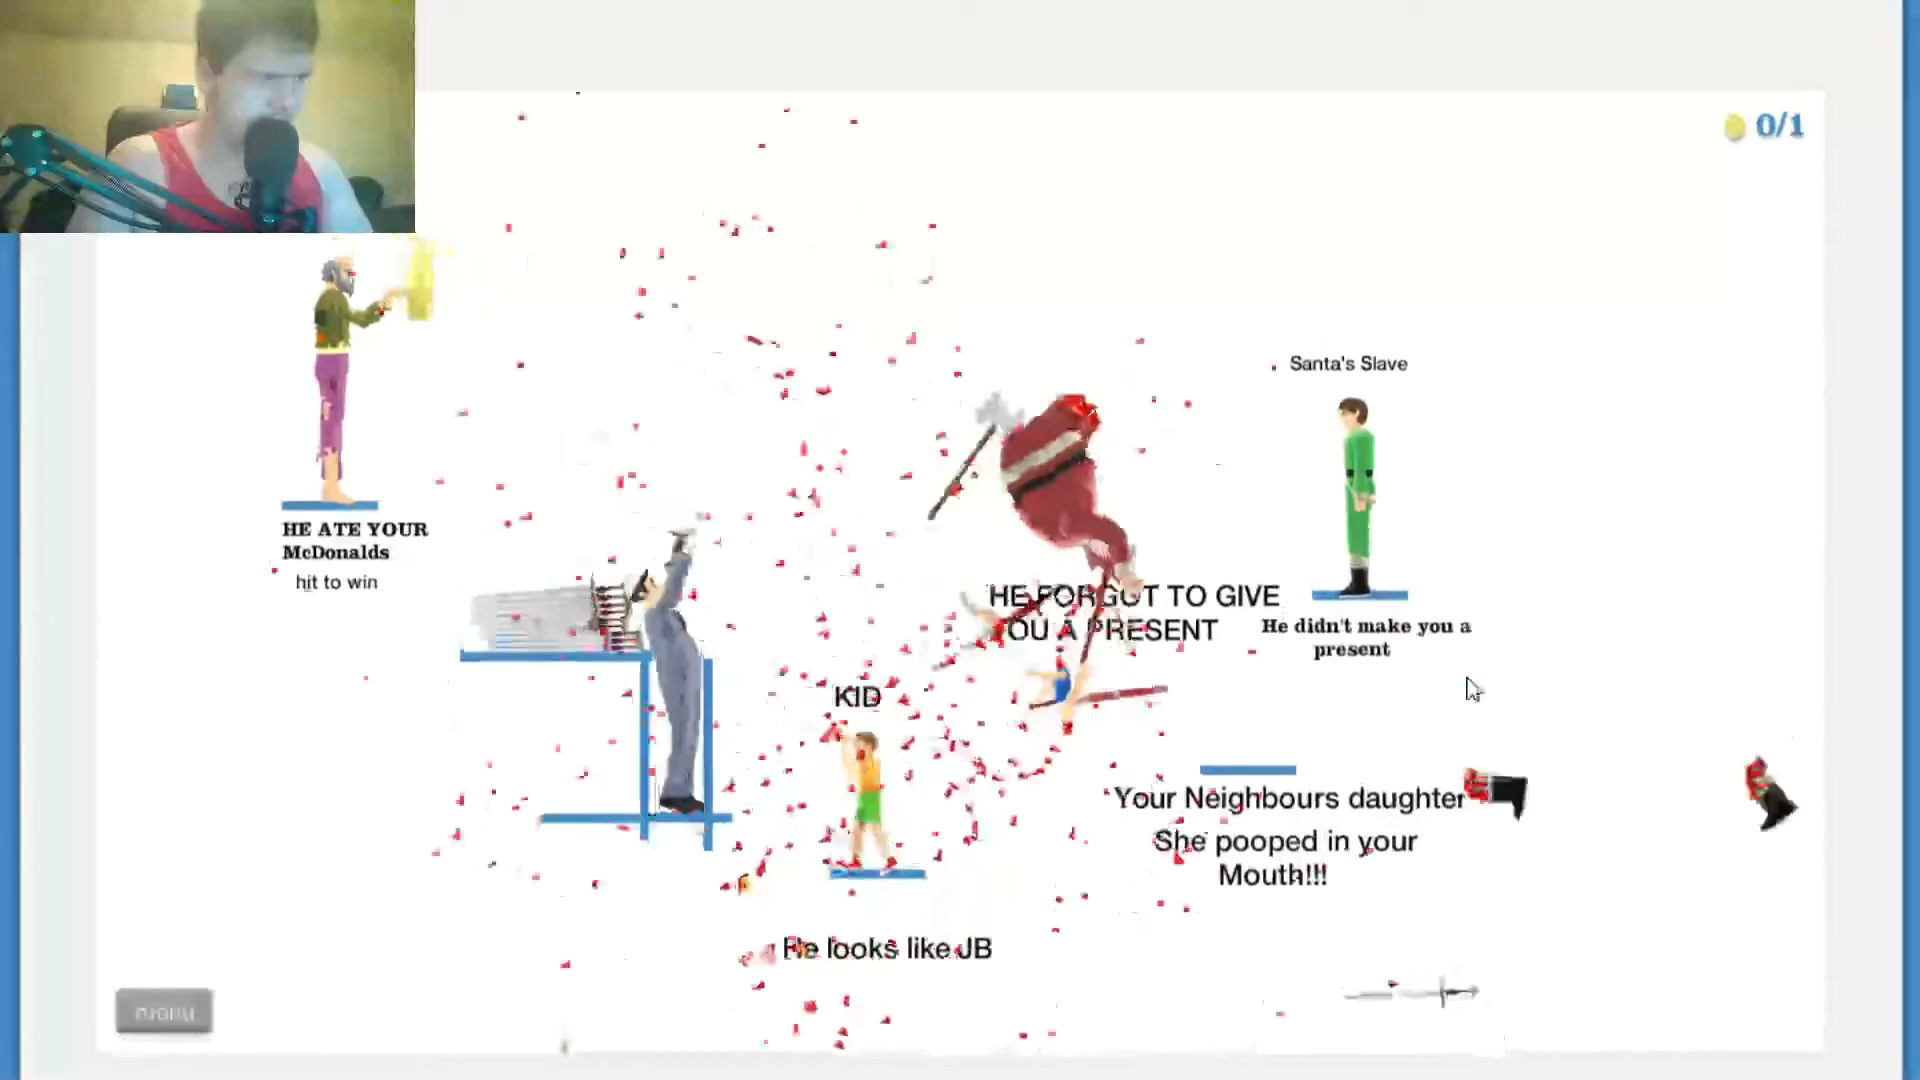 0/1
Santa's Slave
HE ATE YOUR
McDonalds
hit to win
HE FORGOT TO GIVE
YOU A PRESENT
He didn't make you a
present
KID
Your Neighbours daughter
She pooped in your
Mouth!!!
He looks like JB
menu